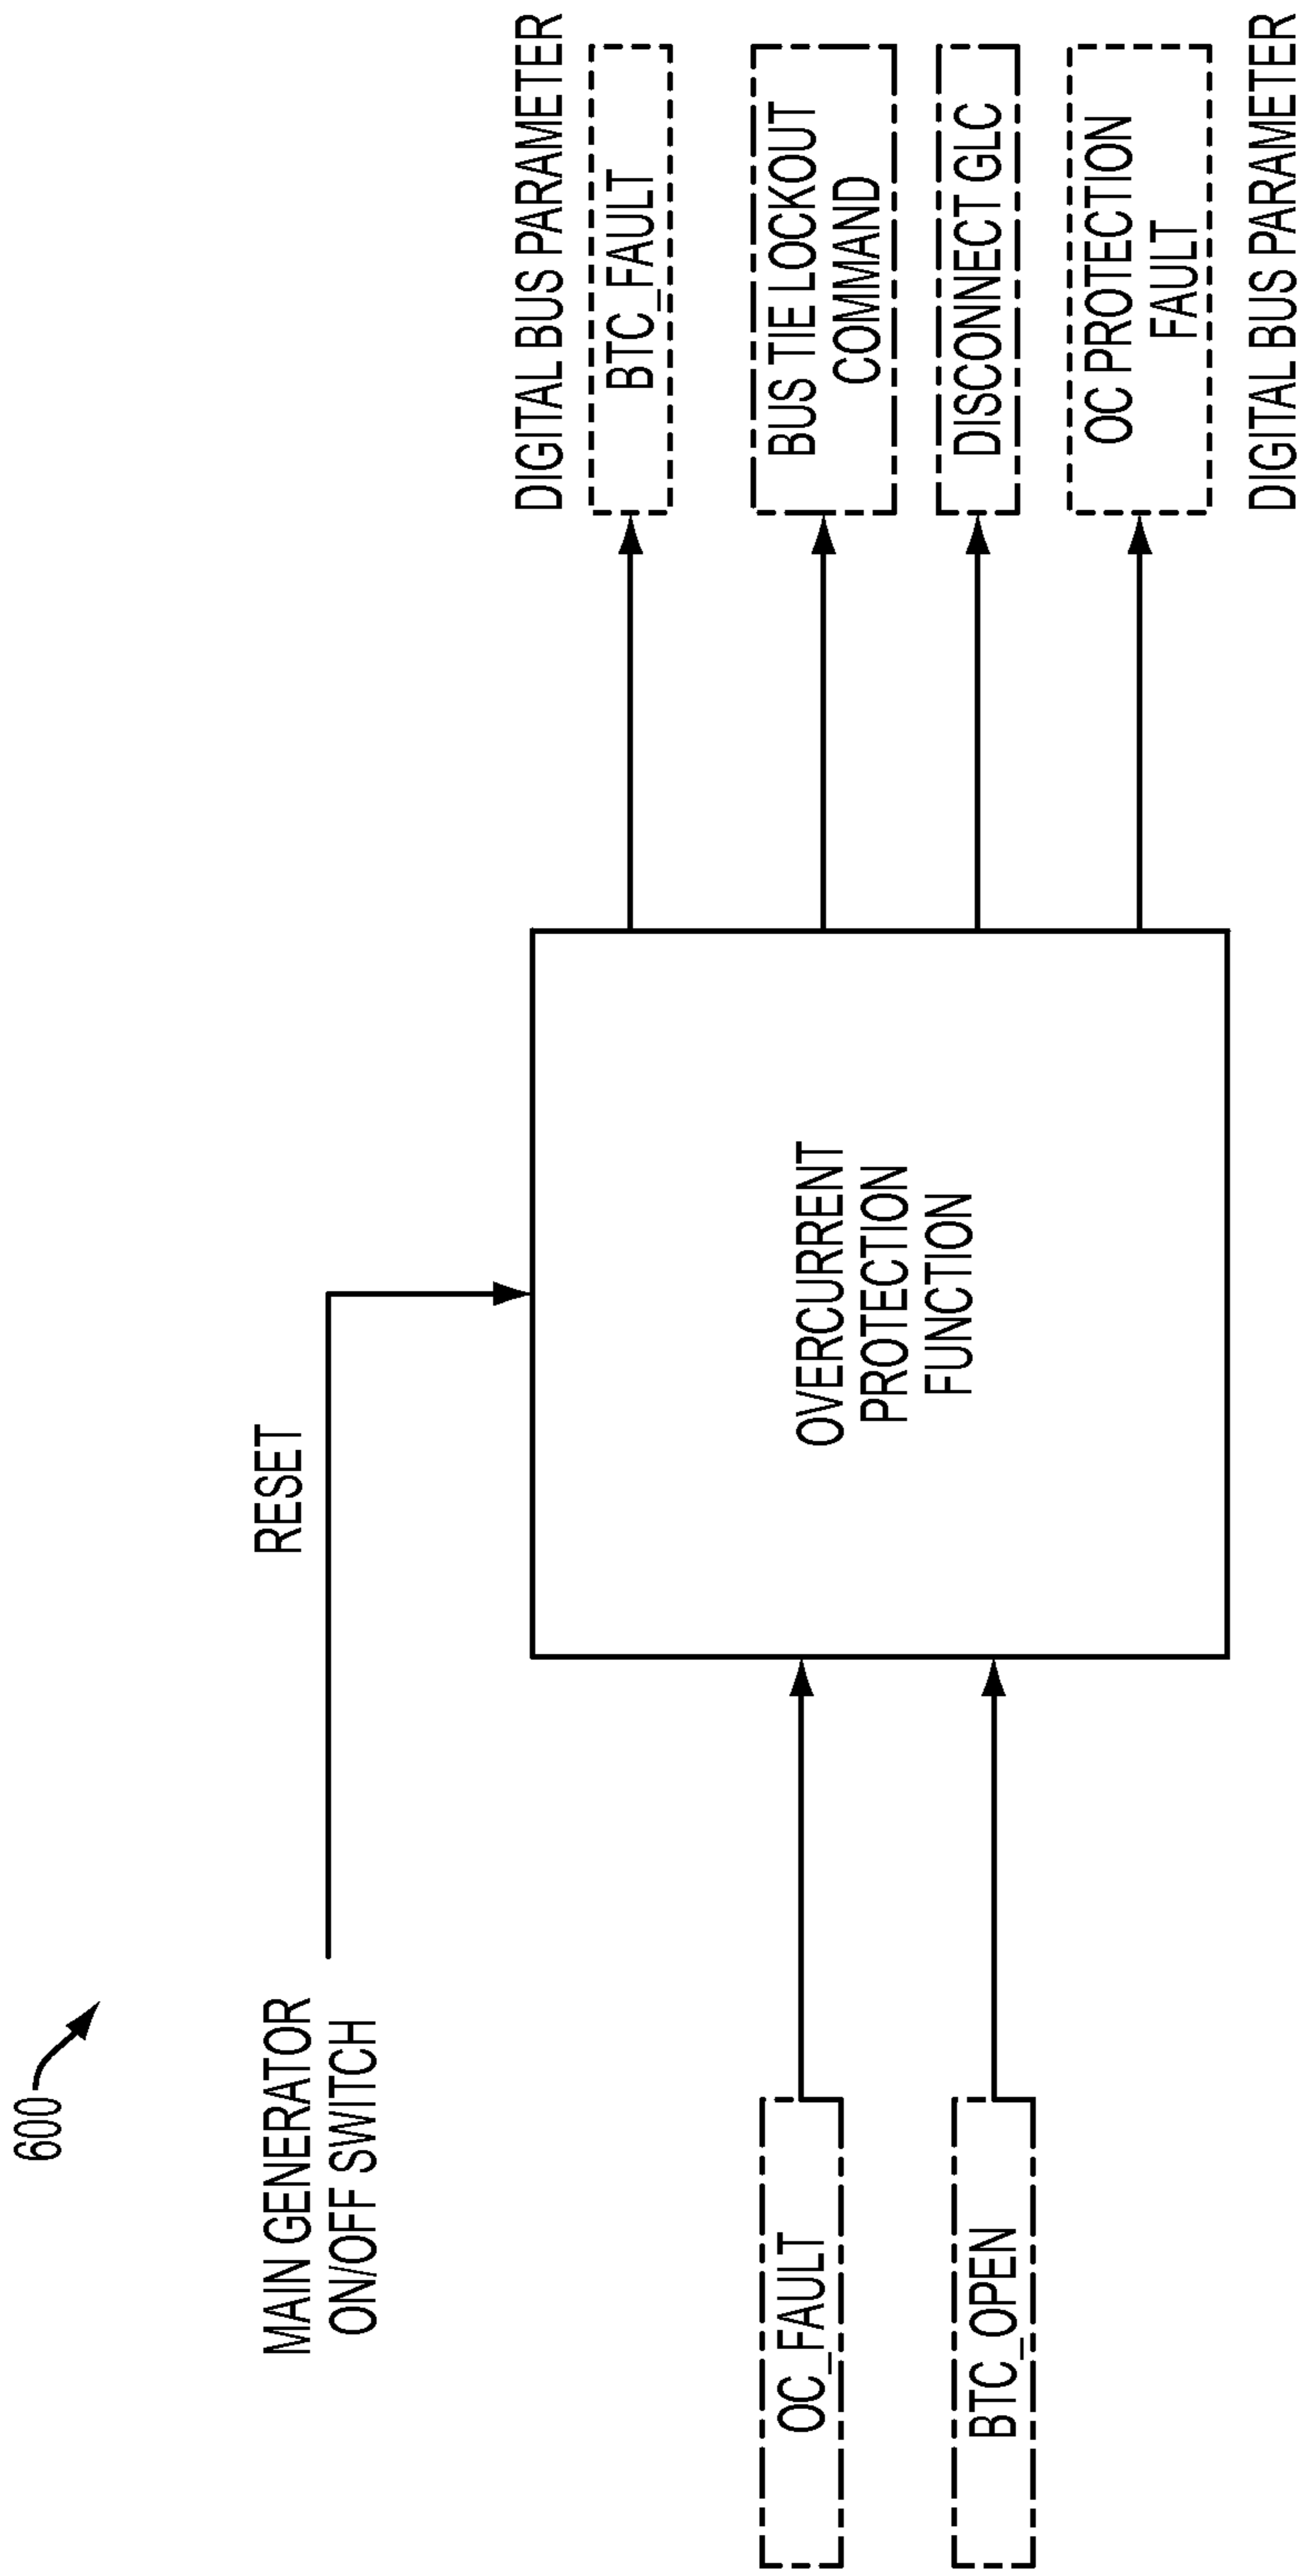 600
MAIN GENERATOR
ON/OFF SWITCH
RESET
OC_FAULT
BTC_OPEN
OVERCURRENT
PROTECTION
FUNCTION
DIGITAL BUS PARAMETER
BTC_FAULT
BUS TIE LOCKOUT
COMMAND
DISCONNECT GLC
OC PROTECTION
FAULT
DIGITAL BUS PARAMETER